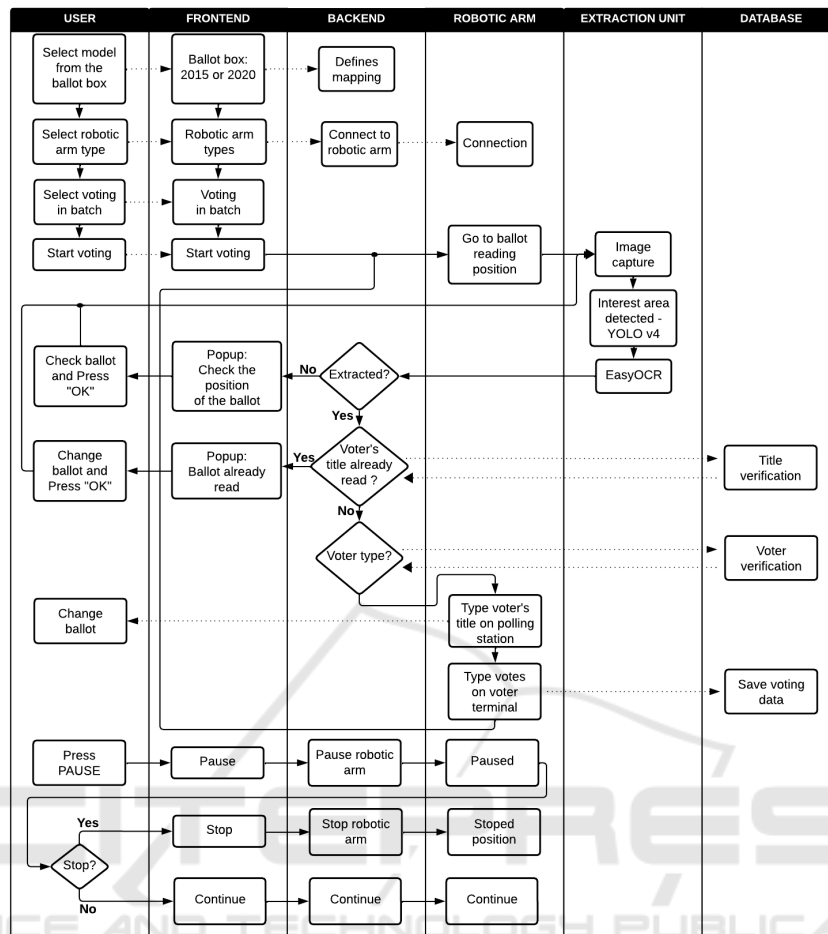 USER
FRONTEND
BACKEND
ROBOTIC ARM
EXTRACTION UNIT
DATABASE
Select model
from the
ballot box
Ballot box:
2015 or 2020
Defines
mapping
Select robotic
arm type
Robotic arm
types
Connect to
robotic arm
Connection
Select voting
in batch
Voting
in batch
Start voting
Start voting
Go to ballot
reading
position
Image
capture
Interest area
detected -
YOLO v4
EasyOCR
Check ballot
and Press
"OK"
Popup:
Check the
position
of the ballot
No
Extracted?
Yes
Change
ballot and
Press "OK"
Popup:
Ballot already
read
Yes
Voter's
title already
read ?
Title
verification
No
Voter type?
Voter
verification
Change
ballot
Type voter's
title on polling
station
Type votes
on voter
terminal
Save voting
data
Press
PAUSE
Pause
Pause robotic
arm
Paused
Yes
Stop?
No
Stop
Stop robotic
arm
Stoped
position
Continue
Continue
Continue